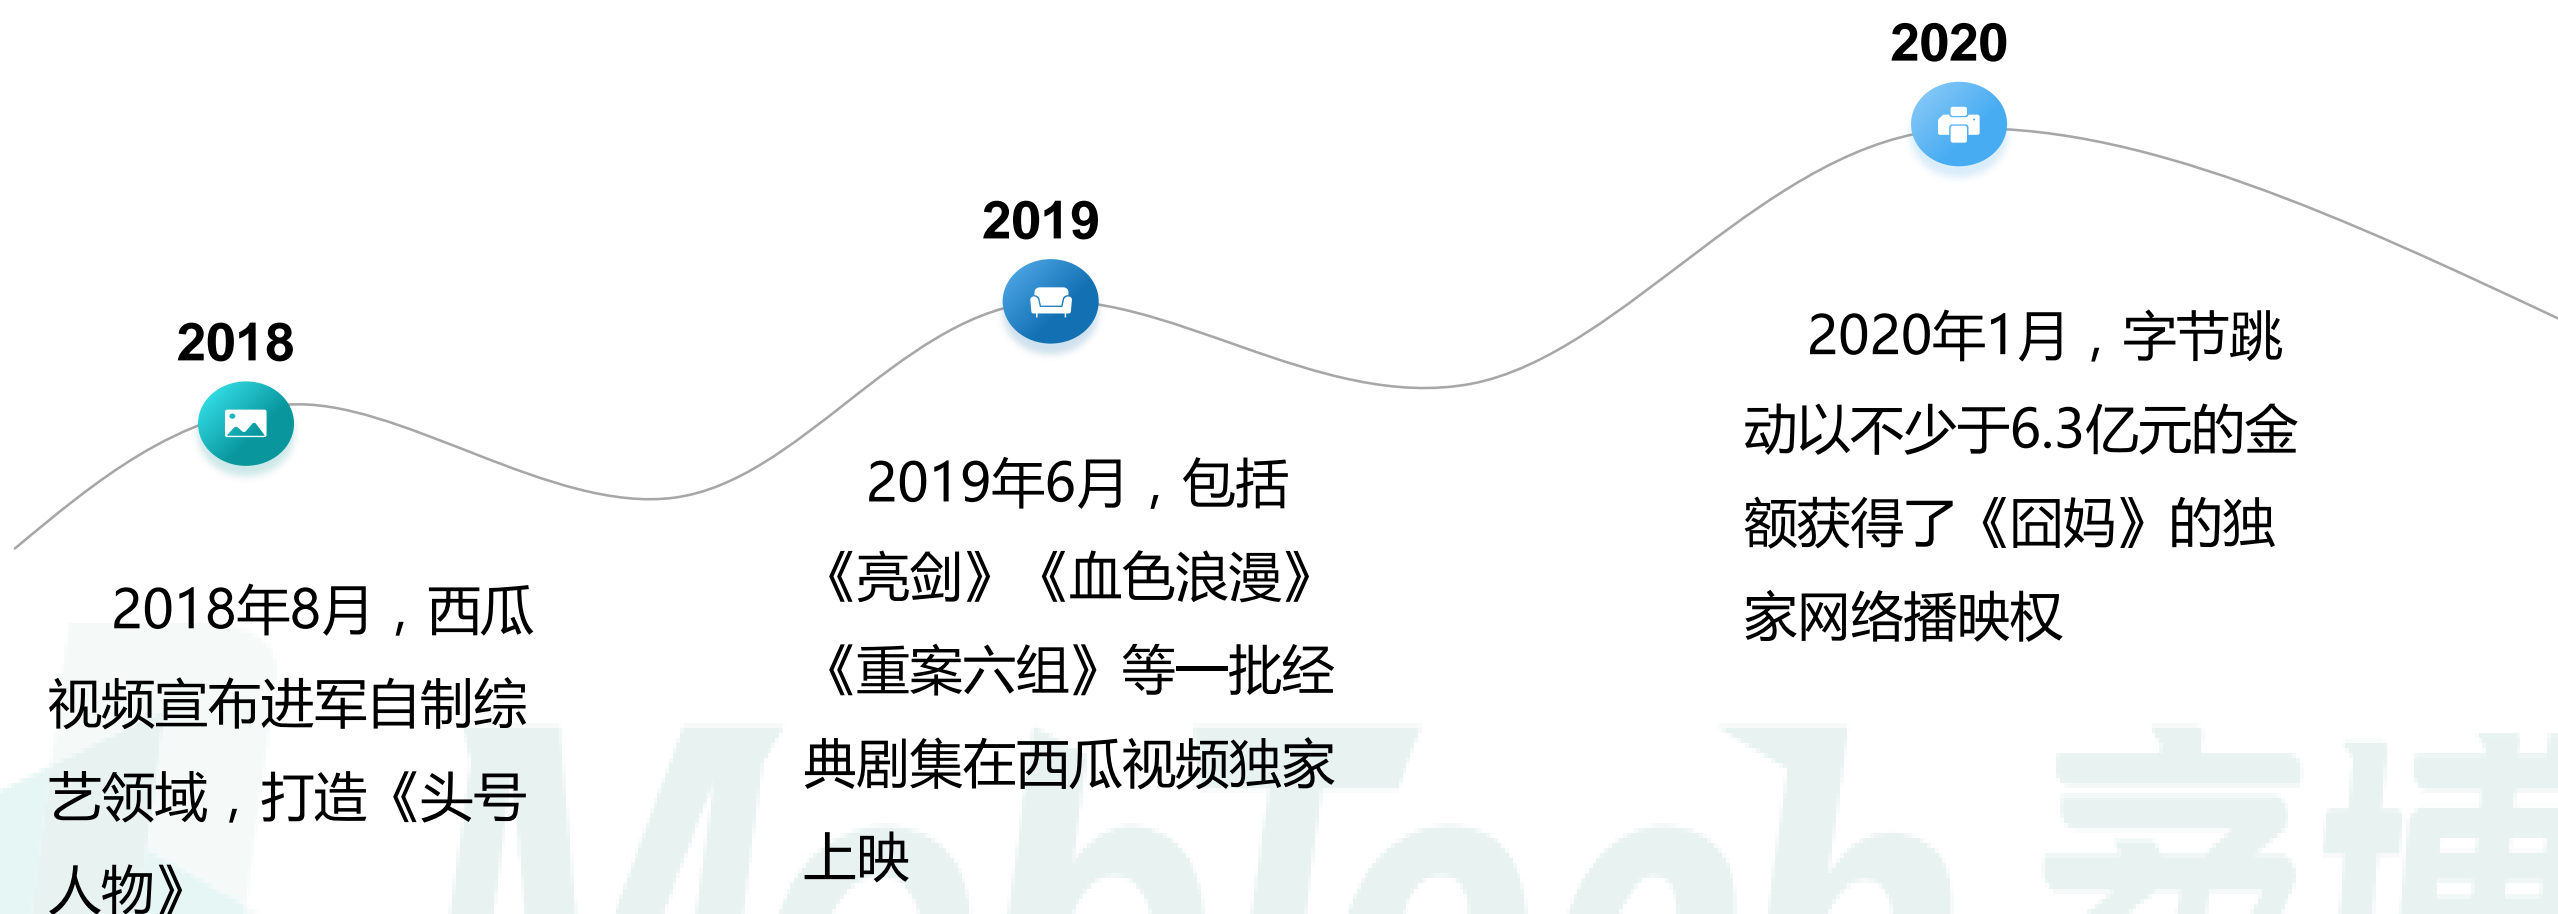 2018
2018年8月，西瓜
视频宣布进军自制综
艺领域，打造《头号
人物》
2019
2019年6月，包括
《亮剑》《血色浪漫》
《重案六组》等一批经
典剧集在西瓜视频独家
上映
2020
2020年1月，字节跳
动以不少于6.3亿元的金
额获得了《囧妈》的独
家网络播映权
MobTech